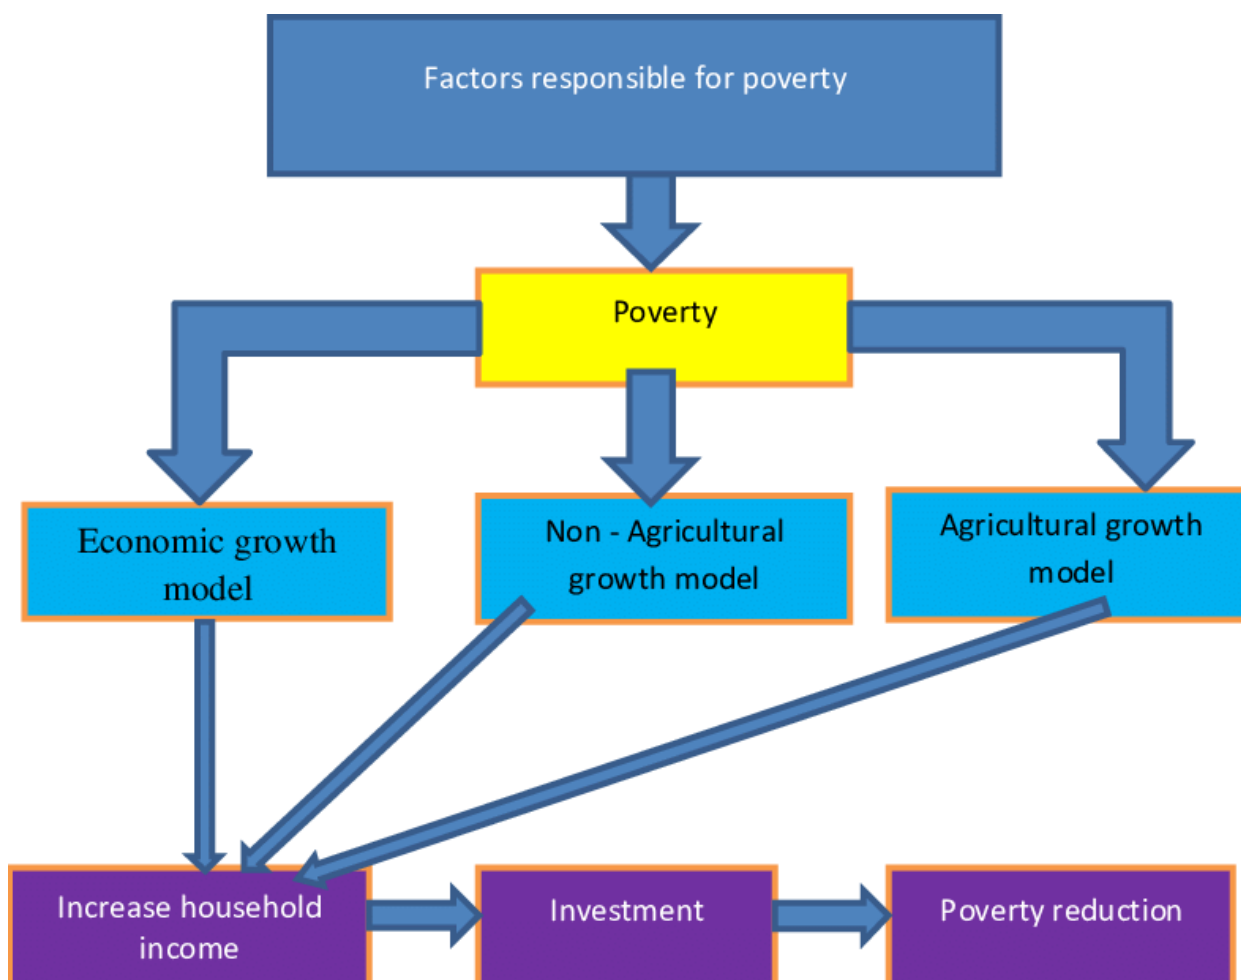 Factors responsible for poverty
Poverty
Economic growth
model
Non - Agricultural
growth model
Agricultural growth
model
Increase household
income
Investment
Poverty reduction